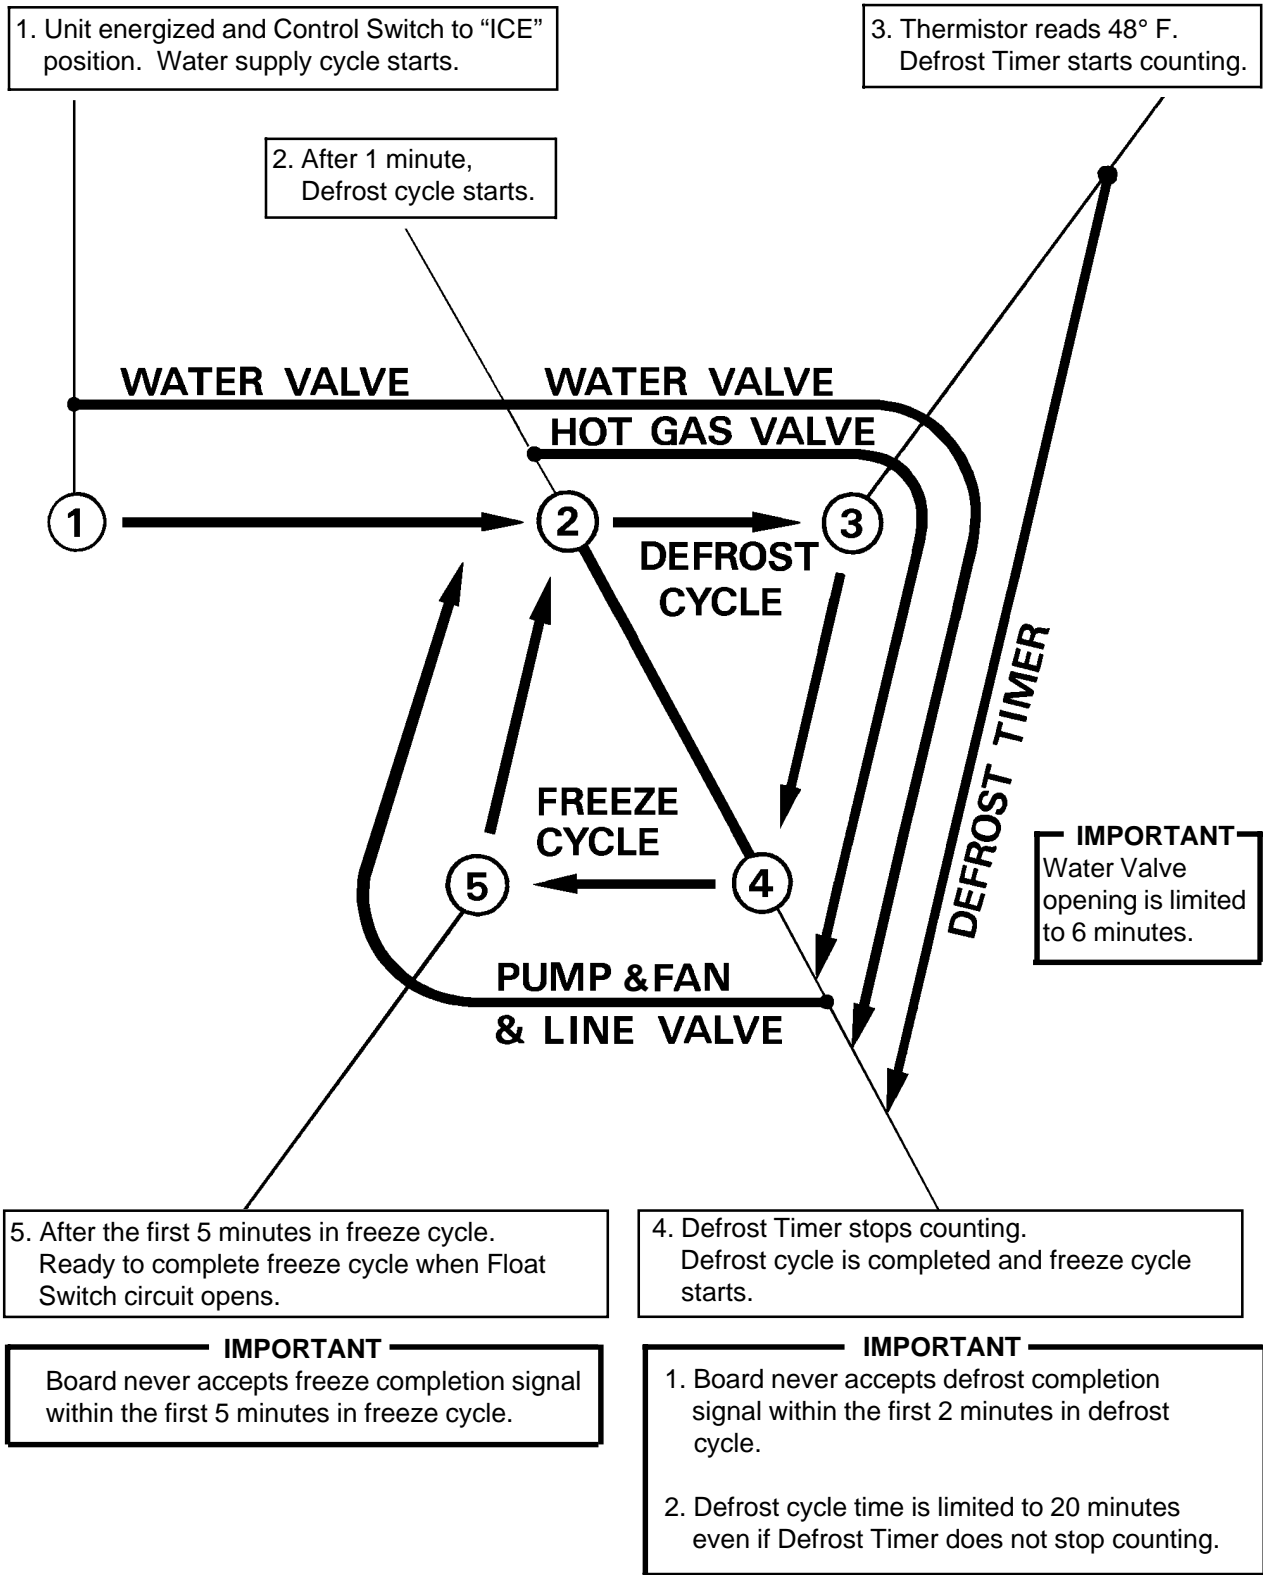 1. Unit energized and Control Switch to “ICE”
position.  Water supply cycle starts.
3. Thermistor reads 48° F.
Defrost Timer starts counting.
2. After 1 minute,
Defrost cycle starts.
WATER VALVE
WATER VALVE
HOT GAS VALVE
1
2
3
DEFROST
CYCLE
DEFROST TIMER
FREEZE
CYCLE
5
4
IMPORTANT
Water Valve
opening is limited
to 6 minutes.
PUMP & FAN
& LINE VALVE
5. After the first 5 minutes in freeze cycle.
Ready to complete freeze cycle when Float
Switch circuit opens.
4. Defrost Timer stops counting.
Defrost cycle is completed and freeze cycle
starts.
IMPORTANT
Board never accepts freeze completion signal
within the first 5 minutes in freeze cycle.
IMPORTANT
1. Board never accepts defrost completion
signal within the first 2 minutes in defrost
cycle.
2. Defrost cycle time is limited to 20 minutes
even if Defrost Timer does not stop counting.